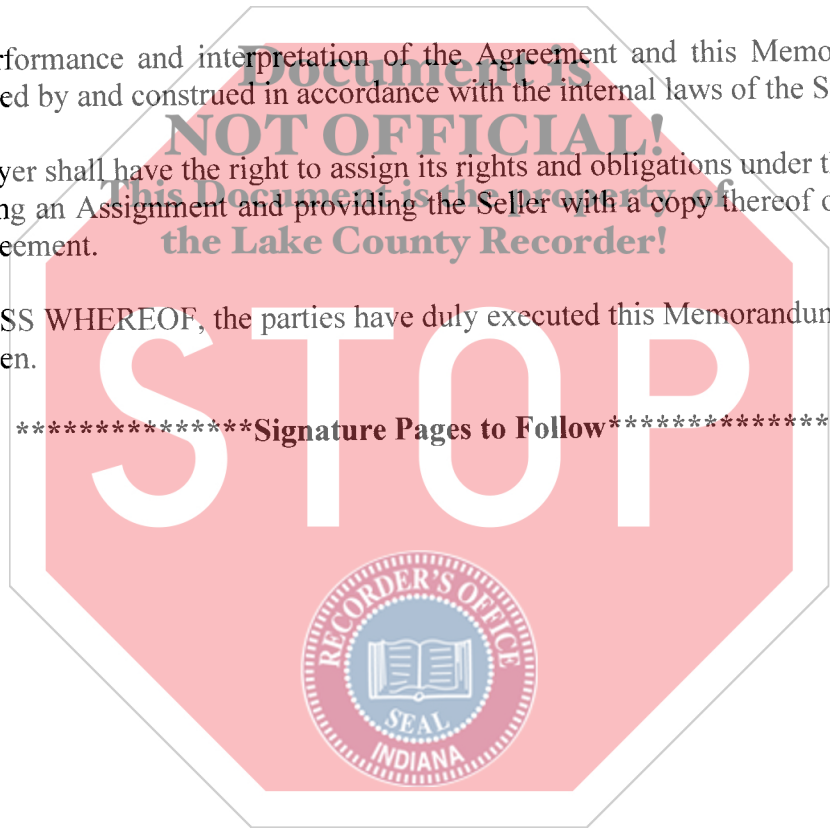 rformance and interpretation of the Agreement and this Memo
Document is
ed by and construed in accordance with the internal laws of the S
NOT OFFICIAL!
yer shall have the right to assign its rights and obligations under t
This Document is the property of
ng an Assignment and providing the Seller with a copy thereof o
eement.
the Lake County Recorder!
SS WHEREOF, the parties have duly executed this Memorandum
en.
STOP
***************Signature Pages to Follow**************
RECORDER'S OFFICE
SEAL
INDIANA